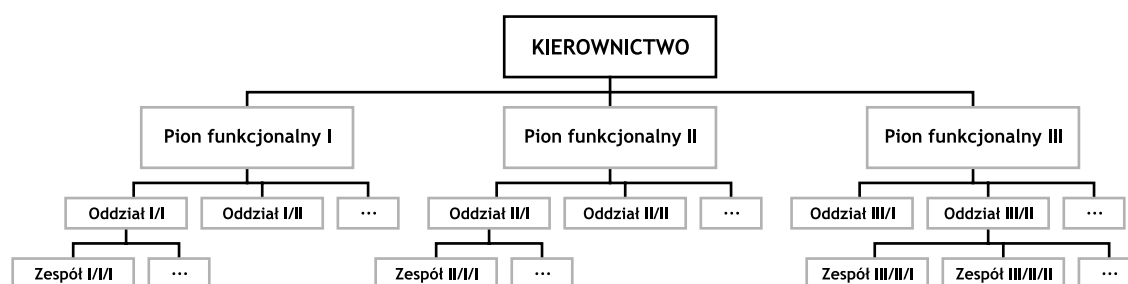 KIEROWNICTWO
Pion funkcjonalny I
Pion funkcjonalny II
Pion funkcjonalny III
Oddział I/I
Oddział I/II
...
Oddział II/I
Oddział II/II
...
Oddział III/I
Oddział III/II
...
Zespół I/I/I
...
Zespół II/I/I
...
Zespół III/II/I
Zespół III/II/II
...